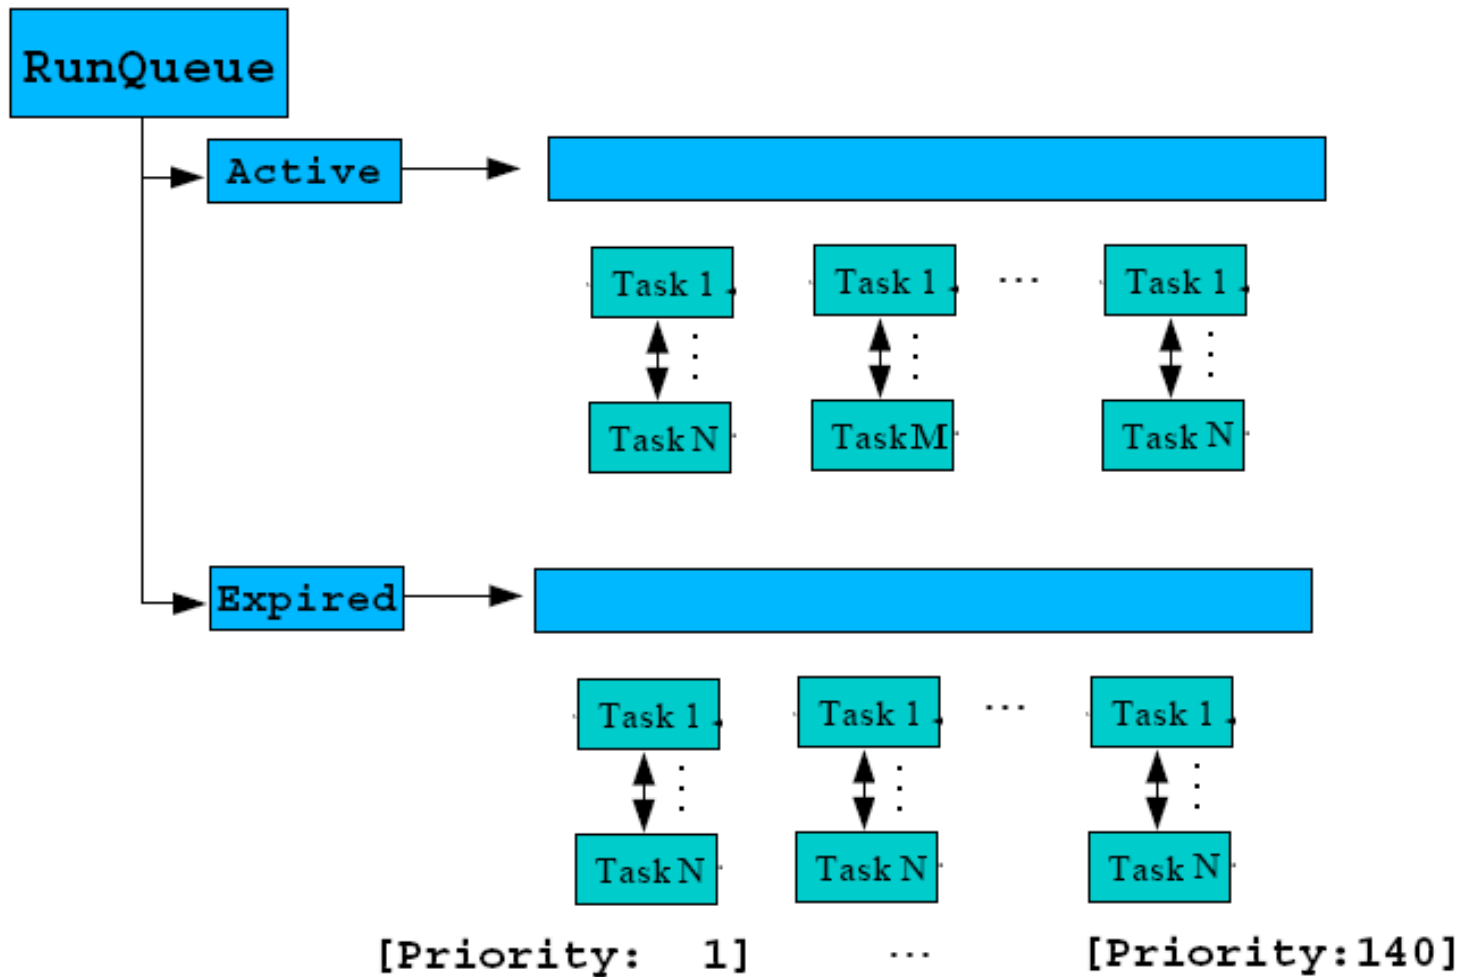 RunQueue
Active
Task 1 Task 1 ... Task 1
Task N Task M Task N
Expired
Task 1 Task 1 ... Task 1
Task N Task N Task N
[Priority: 1] ... [Priority:140]